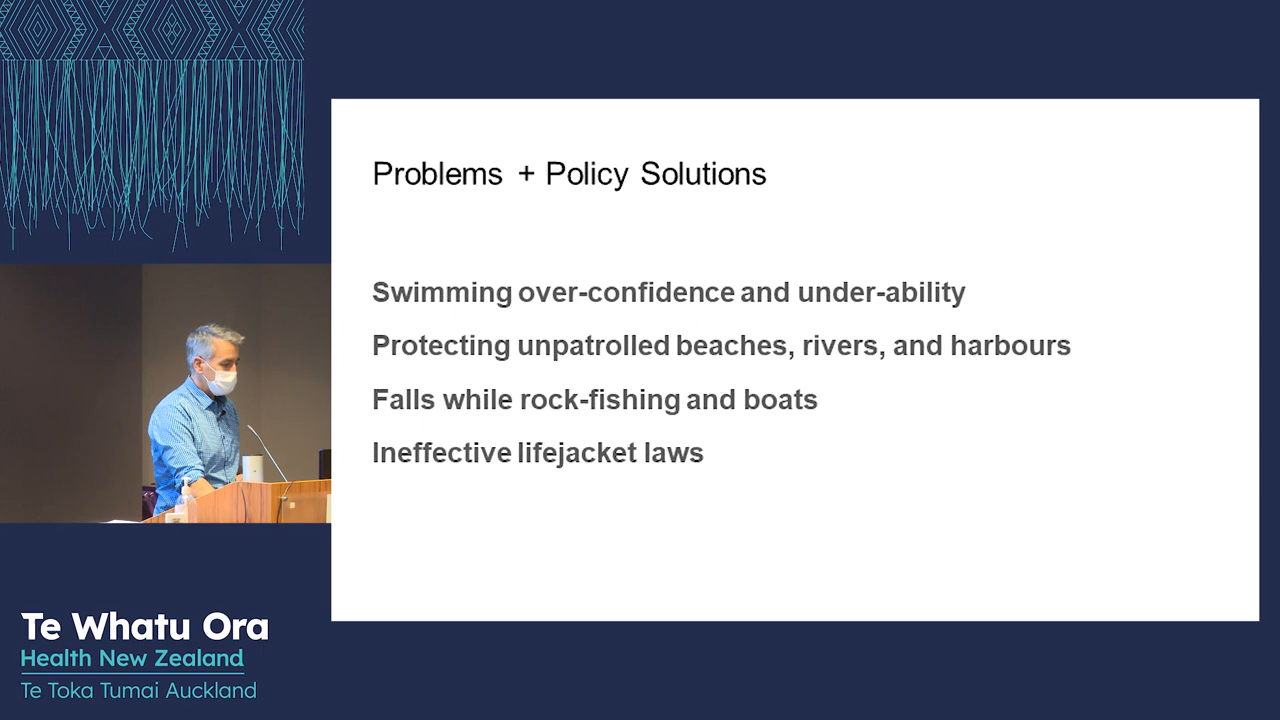 Problems + Policy Solutions
Swimming over-confidence and under-ability
Protecting unpatrolled beaches, rivers, and harbours
Falls while rock-fishing and boats
Ineffective lifejacket laws
Te Whatu Ora
Health New Zealand
Te Toka Tumai Auckland